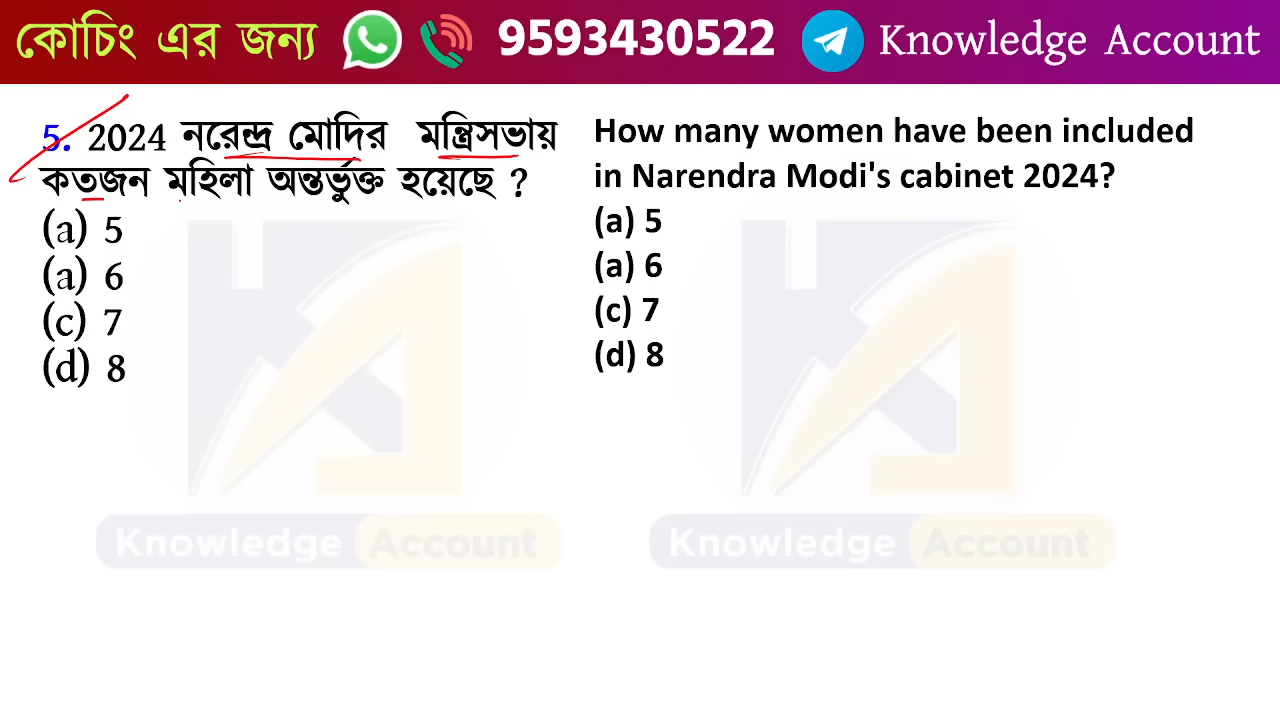 কোচিং এর জন্য 9593430522 Knowledge Account
5. 2024 নরেন্দ্র মোদির মন্ত্রিসভায়
কতজন মহিলা অন্তর্ভুক্ত হয়েছে ?
(a) 5
(a) 6
(c) 7
(d) 8
How many women have been included
in Narendra Modi's cabinet 2024?
(a) 5
(a) 6
(c) 7
(d) 8
Knowledge Account
Knowledge Account